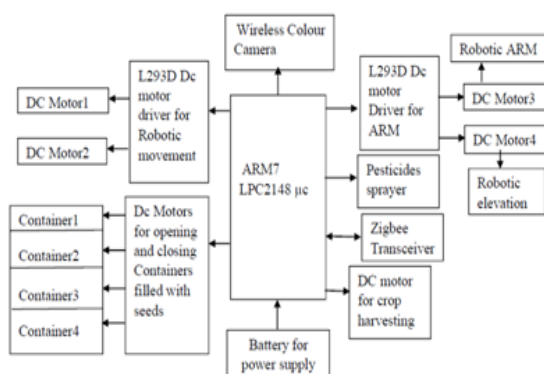 Wireless Colour
Camera
L293D Dc
motor
driver for
Robotic
movement
DC Motor1
DC Motor2
L293D Dc
motor
Driver for
ARM
Robotic ARM
DC Motor3
DC Motor4
Robotic
elevation
ARM7
LPC2148 µc
Pesticides
sprayer
Zigbee
Transceiver
DC motor
for crop
harvesting
Dc Motors
for opening
and closing
Containers
filled with
seeds
Container1
Container2
Container3
Container4
Battery for
power supply